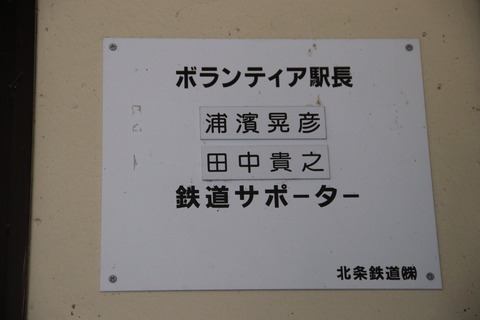 ボランティア駅長
浦濱晃彦
田中貴之
鉄道サポーター
北条鉄道㈱